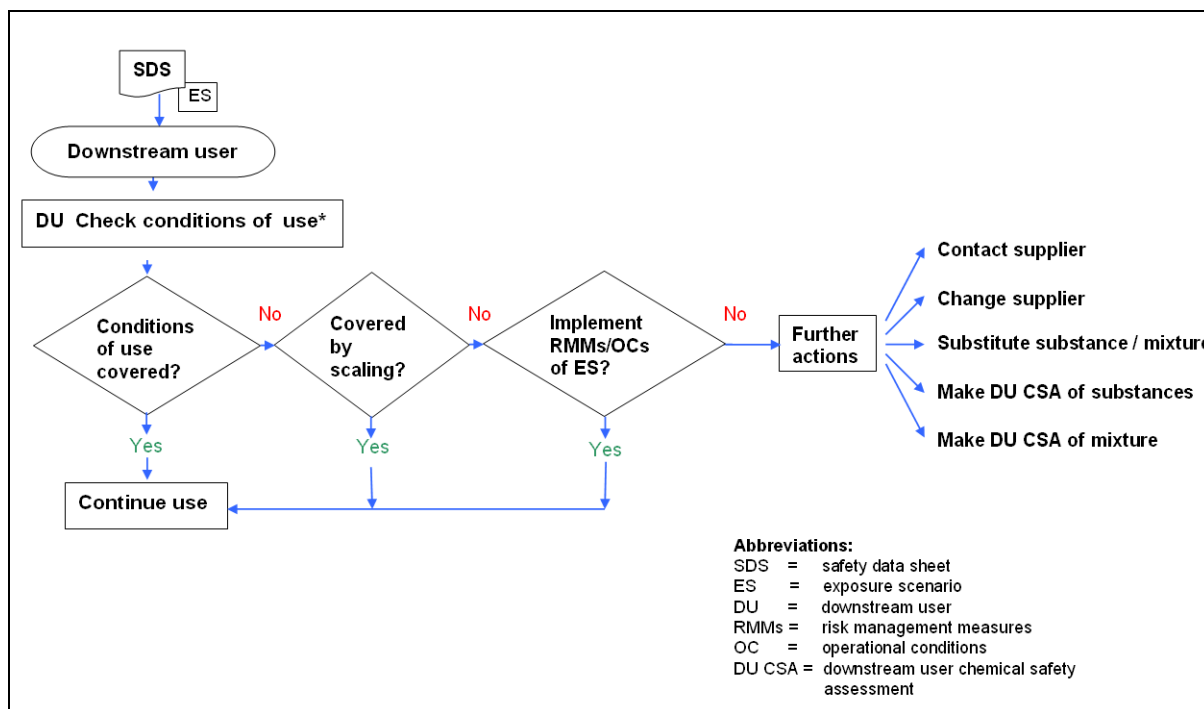 SDS
ES
Downstream user
DU Check conditions of use*
Conditions
of use
covered?
No
Covered
by
scaling?
No
Implement
RMMs/OCs
of ES?
No
Further
actions
Contact supplier
Change supplier
Substitute substance / mixture
Make DU CSA of substances
Make DU CSA of mixture
Yes
Yes
Yes
Continue use
Abbreviations:
SDS = safety data sheet
ES = exposure scenario
DU = downstream user
RMMs = risk management measures
OC = operational conditions
DU CSA = downstream user chemical safety
assessment